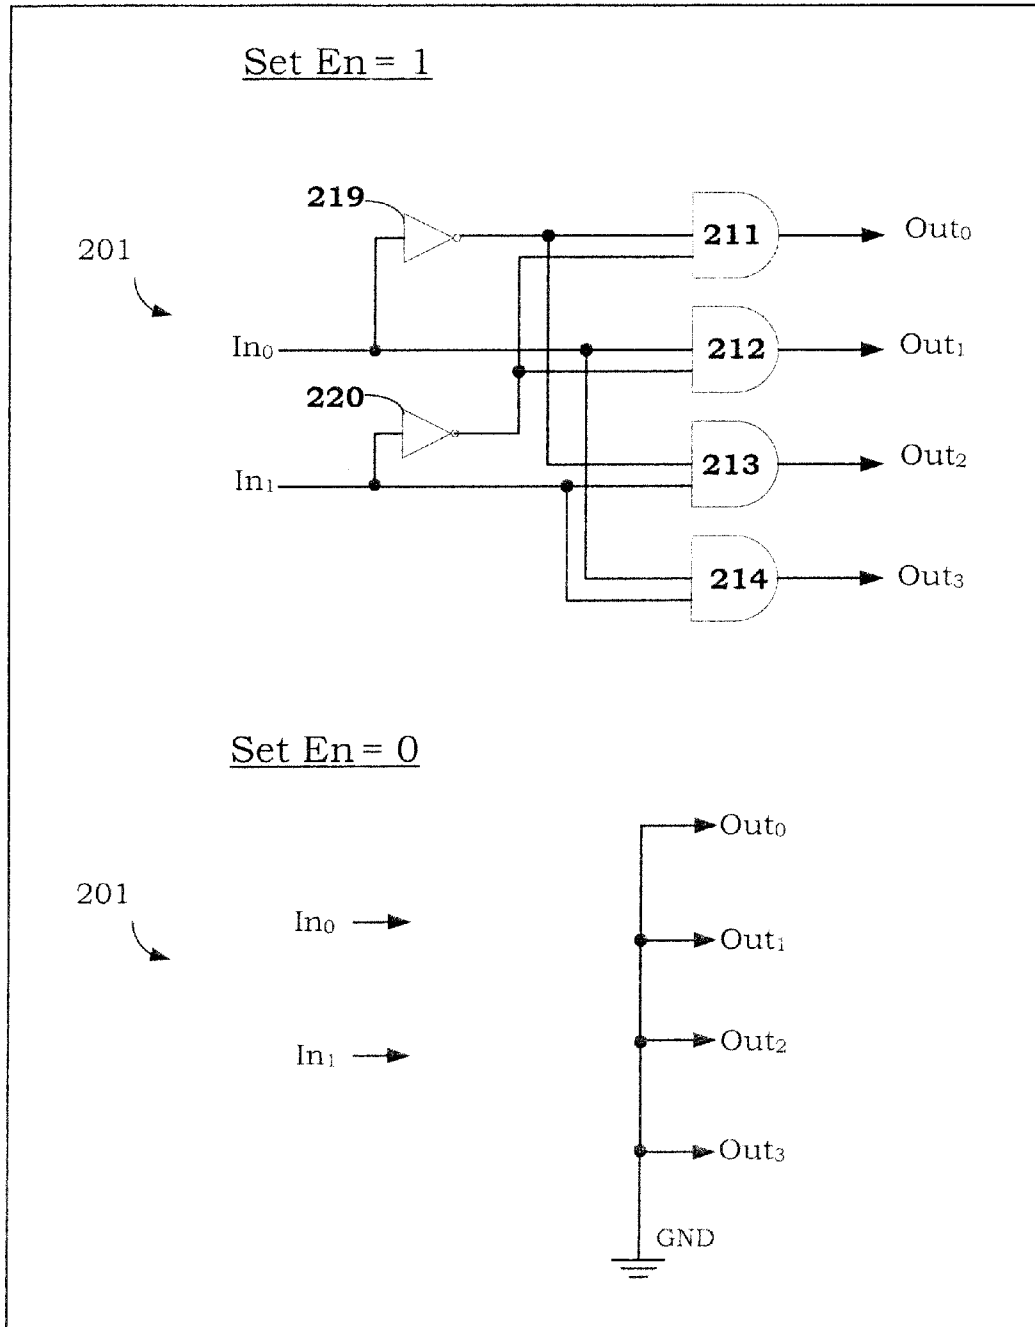 Set En = 1
219
211
Out0
201
In0
212
Out1
220
In1
213
Out2
214
Out3
Set En = 0
Out0
201
In0
Out1
In1
Out2
Out3
GND